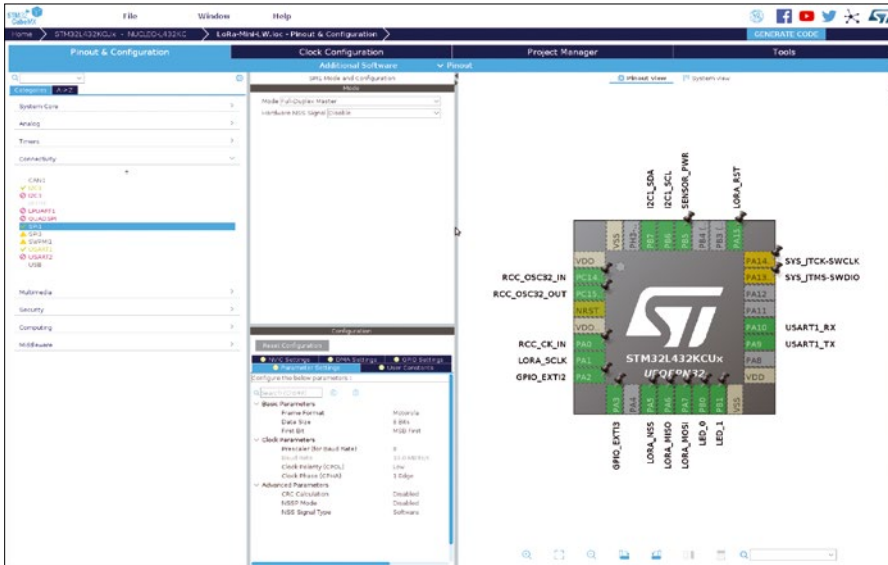 STM32
CubeMX
File
Window
Help
Home
STM32L432KCUx - NUCLEO-L432KC
LoRa-Mini-LW.ioc - Pinout & Configuration
GENERATE CODE
Pinout & Configuration
Clock Configuration
Project Manager
Tools
Additional Software
Pinout
Categories
A->Z
System Core
Analog
Timers
Connectivity
CAN1
I2C1
LPUART1
QUADSPI
SPI1
SPI3
SWPMI1
USART1
USART2
USB
Multimedia
Security
Computing
Middleware
SPI1 Mode and Configuration
Mode
Mode Full-Duplex Master
Hardware NSS Signal Disable
Configuration
Reset Configuration
NVIC Settings
DMA Settings
GPIO Settings
Parameter Settings
User Constants
Configure the below parameters :
Basic Parameters
Frame Format Motorola
Data Size 8 Bits
First Bit MSB First
Clock Parameters
Prescaler (for Baud Rate)
Baud Rate
Clock Polarity (CPOL) Low
Clock Phase (CPHA) 1 Edge
Advanced Parameters
CRC Calculation Disabled
NSSP Mode Disabled
NSS Signal Type Software
Pinout view
System view
I2C1_SDA
I2C1_SCL
SENSOR_PWR
LORA_RST
VSS
PH3-...
PB7
PB6
PB5
PB4 (...
PB3 (...
PA15
VDD
PC14
PC15
NRST
VDD
PA0
PA1
PA2
RCC_OSC32_IN
RCC_OSC32_OUT
RCC_CK_IN
LORA_SCLK
GPIO_EXTI2
PA14
PA13
PA12
PA11
PA10
PA9
PA8
VDD
SYS_JTCK-SWCLK
SYS_JTMS-SWDIO
USART1_RX
USART1_TX
STM32L432KCUx
UFQFPN32
PA3
PA4
PA5
PA6
PA7
PB0
PB1
VSS
GPIO_EXTI3
LORA_NSS
LORA_MISO
LORA_MOSI
LED_0
LED_1